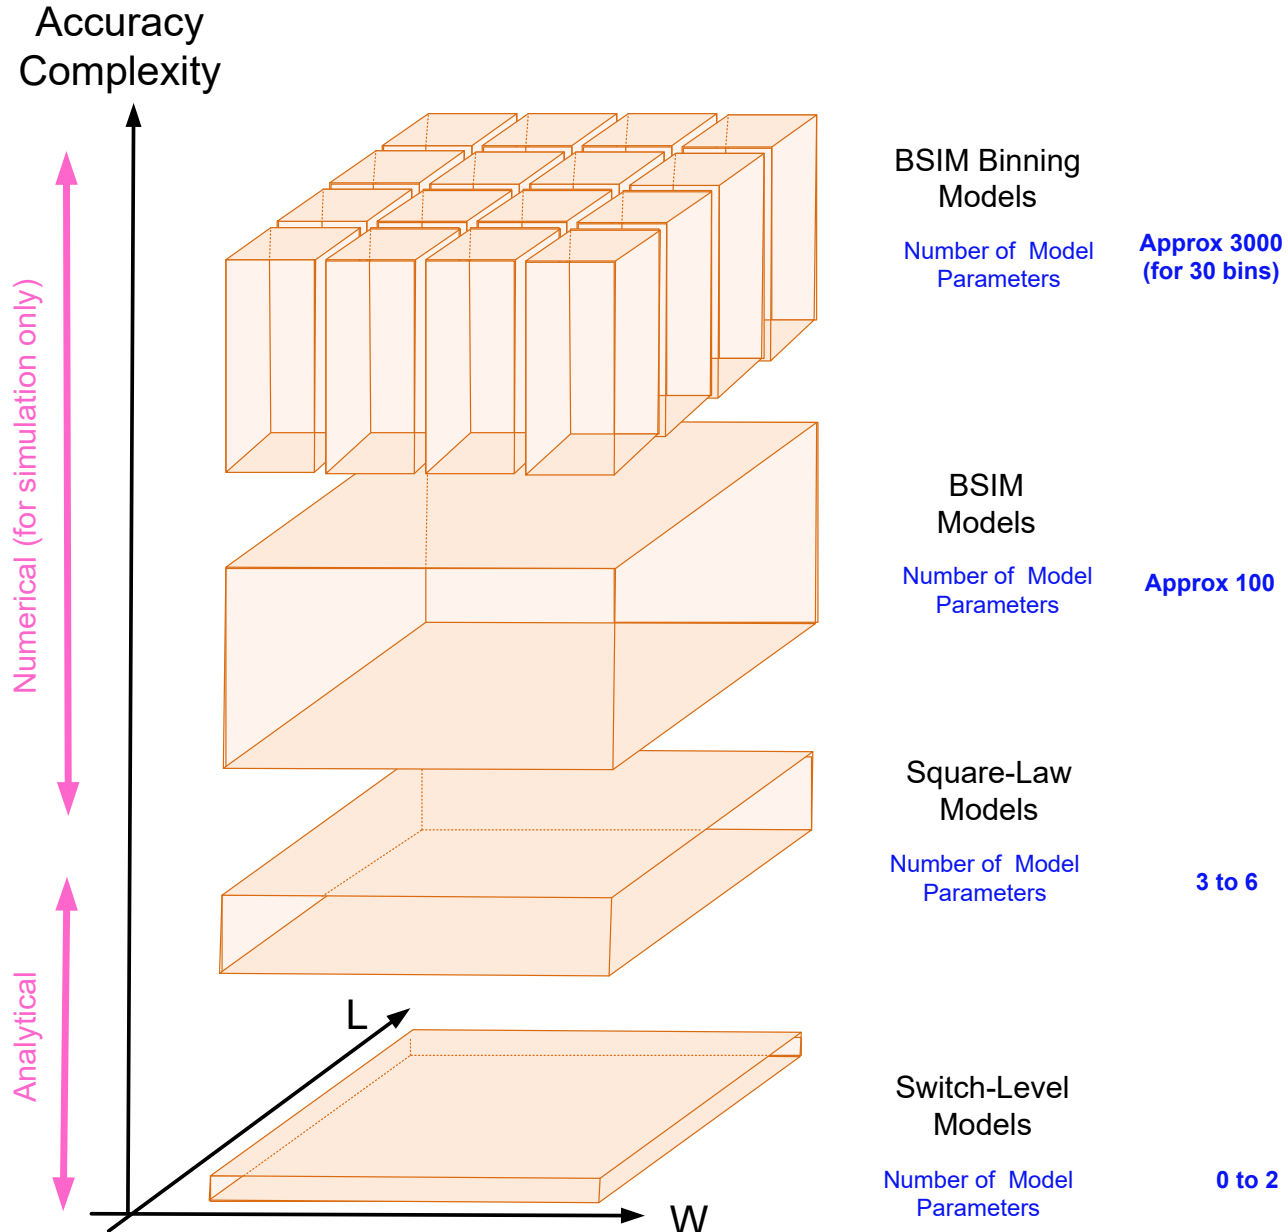 Accuracy
Complexity
Numerical (for simulation only)
Analytical
BSIM Binning
Models
Number of Model
Parameters
Approx 3000
(for 30 bins)
BSIM
Models
Number of Model
Parameters
Approx 100
Square-Law
Models
Number of Model
Parameters
3 to 6
L
Switch-Level
Models
Number of Model
Parameters
0 to 2
W